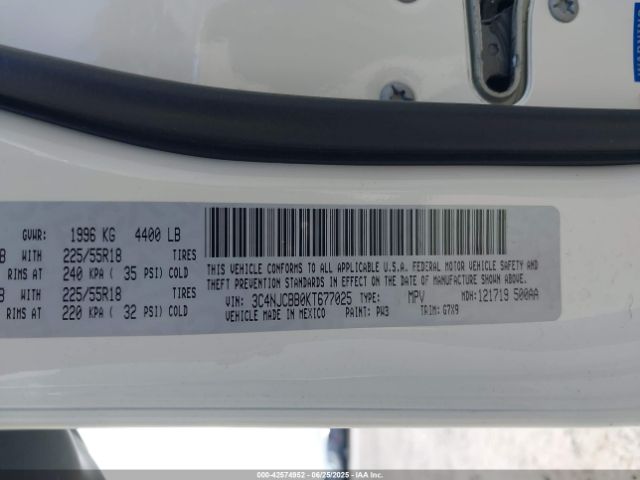 GVWR: 1996 KG 4400 LB
B WITH 225/55R18 TIRES
RIMS AT 240 KPA ( 35 PSI) COLD
B WITH 225/55R18 TIRES
RIMS AT 220 KPA ( 32 PSI) COLD
THIS VEHICLE CONFORMS TO ALL APPLICABLE U.S.A. FEDERAL MOTOR VEHICLE SAFETY AND
THEFT PREVENTION STANDARDS IN EFFECT ON THE DATE OF MANUFACTURE SHOWN ABOVE.
VIN: 3C4NJCBB0KT677025 TYPE: MPV MDH: 121719 500AA
VEHICLE MADE IN MEXICO PAINT: PW3 TRIM: G7X9
000-42574952 - 06/25/2025 - IAA Inc.